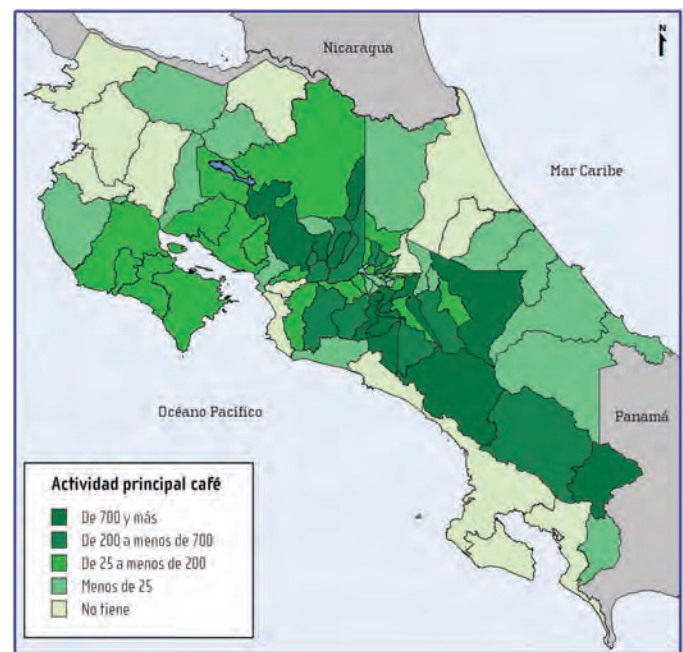 Nicaragua
N
Mar Caribe
Océano Pacífico
Panamá
Actividad principal café
De 700 y más
De 200 a menos de 700
De 25 a menos de 200
Menos de 25
No tiene